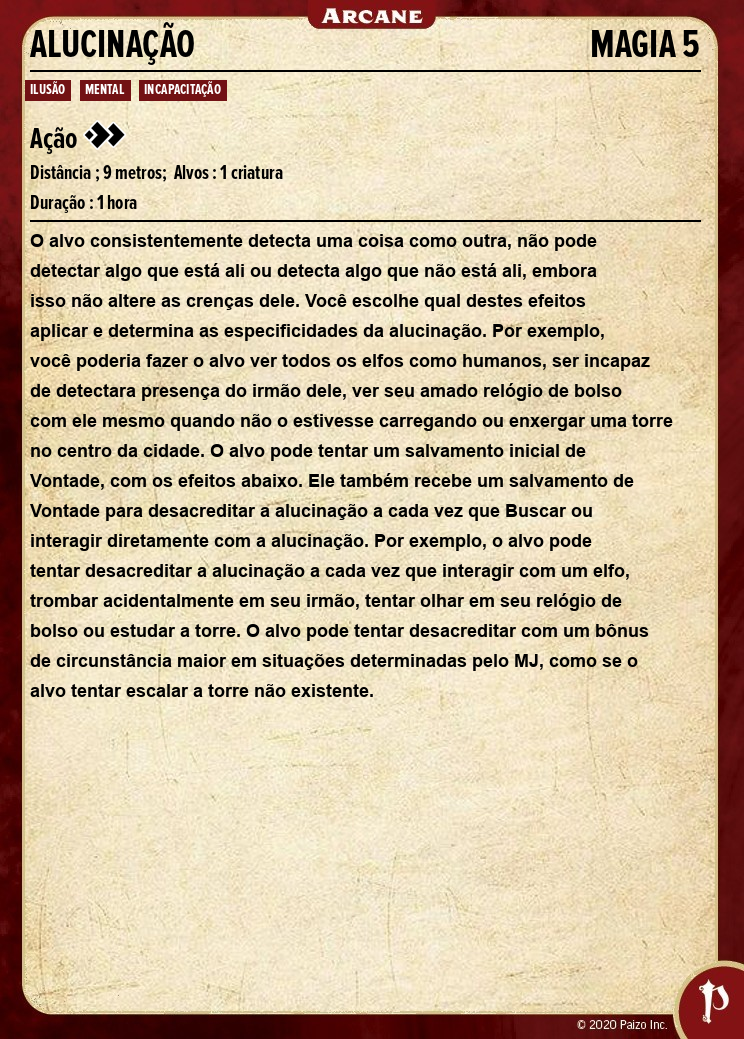 ARCANE
ALUCINAÇÃO MAGIA 5
ILUSÃO MENTAL INCAPACITAÇÃO
Ação
Distância ; 9 metros; Alvos : 1 criatura
Duração : 1 hora
O alvo consistentemente detecta uma coisa como outra, não pode
detectar algo que está ali ou detecta algo que não está ali, embora
isso não altere as crenças dele. Você escolhe qual destes efeitos
aplicar e determina as especificidades da alucinação. Por exemplo,
você poderia fazer o alvo ver todos os elfos como humanos, ser incapaz
de detectara presença do irmão dele, ver seu amado relógio de bolso
com ele mesmo quando não o estivesse carregando ou enxergar uma torre
no centro da cidade. O alvo pode tentar um salvamento inicial de
Vontade, com os efeitos abaixo. Ele também recebe um salvamento de
Vontade para desacreditar a alucinação a cada vez que Buscar ou
interagir diretamente com a alucinação. Por exemplo, o alvo pode
tentar desacreditar a alucinação a cada vez que interagir com um elfo,
trombar acidentalmente em seu irmão, tentar olhar em seu relógio de
bolso ou estudar a torre. O alvo pode tentar desacreditar com um bônus
de circunstância maior em situações determinadas pelo MJ, como se o
alvo tentar escalar a torre não existente.
© 2020 Paizo Inc.
P